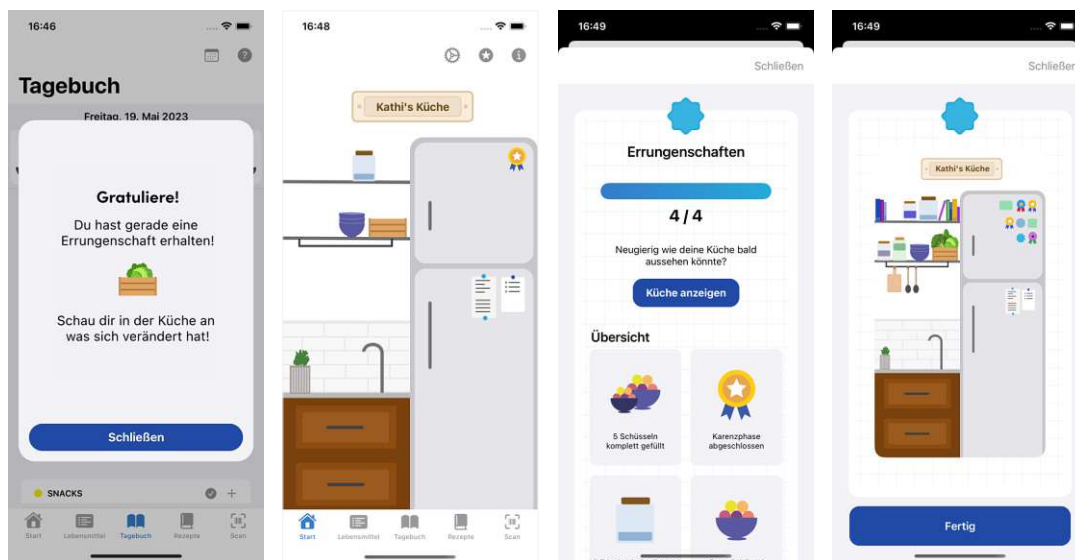 16:46
Tagebuch
Freitag, 19. Mai 2023
Gratuliere!
Du hast gerade eine
Errungenschaft erhalten!
Schau dir in der Küche an
was sich verändert hat!
Schließen
SNACKS
Start
Lebensmittel
Tagebuch
Rezepte
Scan
16:48
Kathi's Küche
Start
Lebensmittel
Tagebuch
Rezepte
Scan
16:49
Schließen
Errungenschaften
4 / 4
Neugierig wie deine Küche bald
aussehen könnte?
Küche anzeigen
Übersicht
5 Schüsseln
komplett gefüllt
Karenzphase
abgeschlossen
16:49
Schließen
Kathi's Küche
Fertig